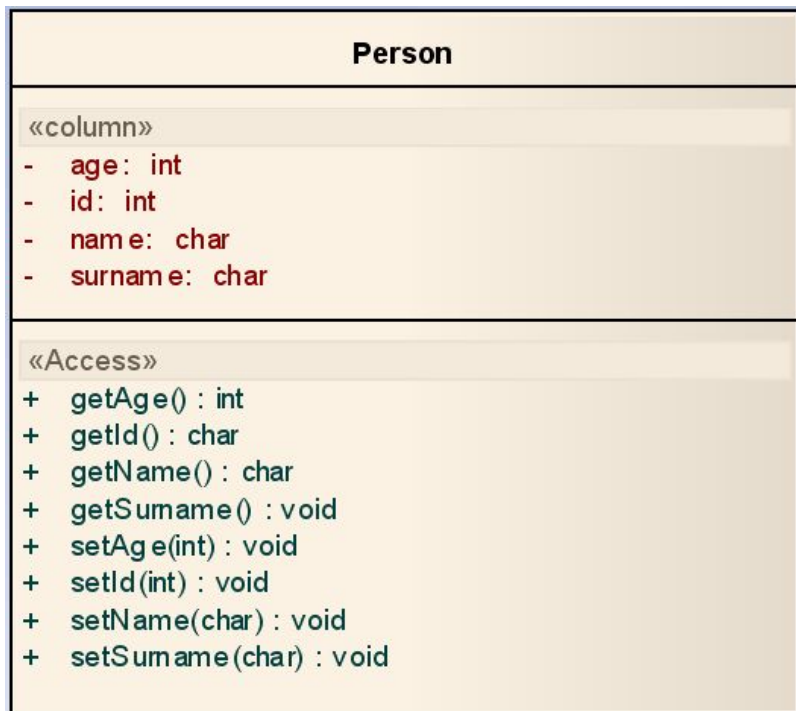 Person
«column»
- age: int
- id: int
- name: char
- surname: char
«Access»
+ getAge() : int
+ getId() : char
+ getName() : char
+ getSurname() : void
+ setAge(int) : void
+ setId(int) : void
+ setName(char) : void
+ setSurname(char) : void